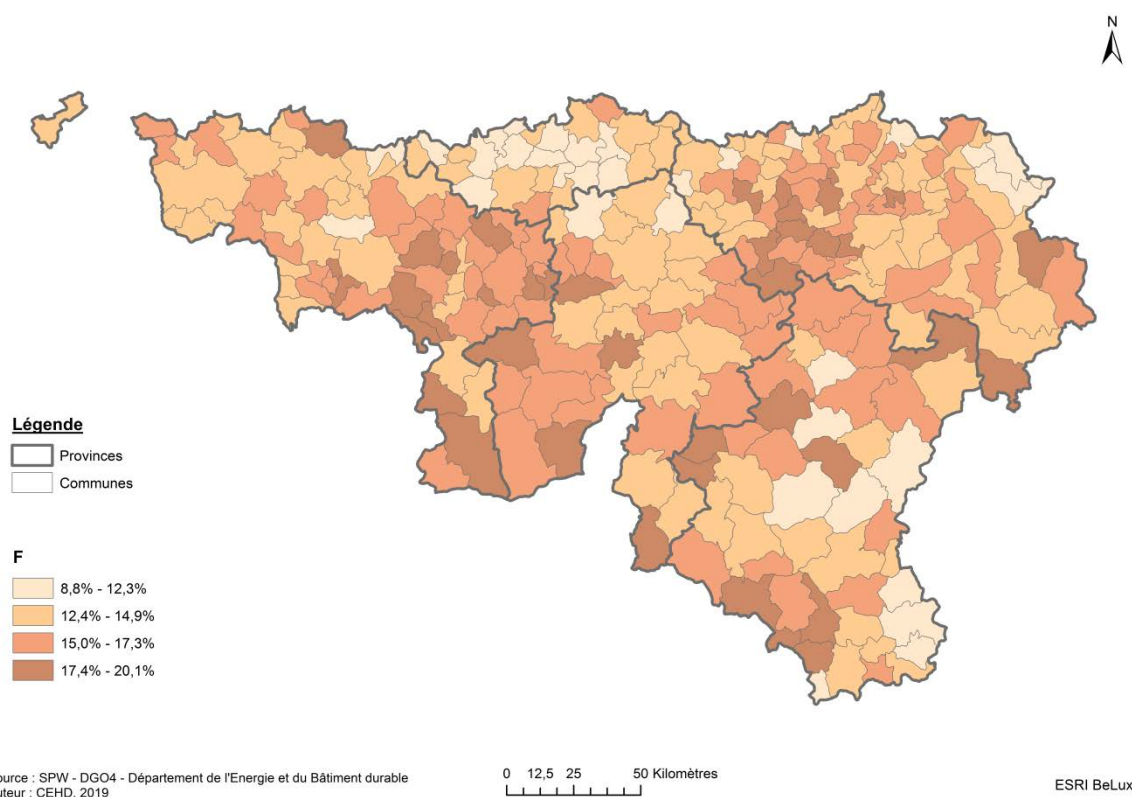 N
Légende
Provinces
Communes
F
8,8% - 12,3%
12,4% - 14,9%
15,0% - 17,3%
17,4% - 20,1%
ource : SPW - DGO4 - Département de l'Energie et du Bâtiment durable
uteur : CEHD, 2019
0 12,5 25 50 Kilomètres
ESRI BeLux